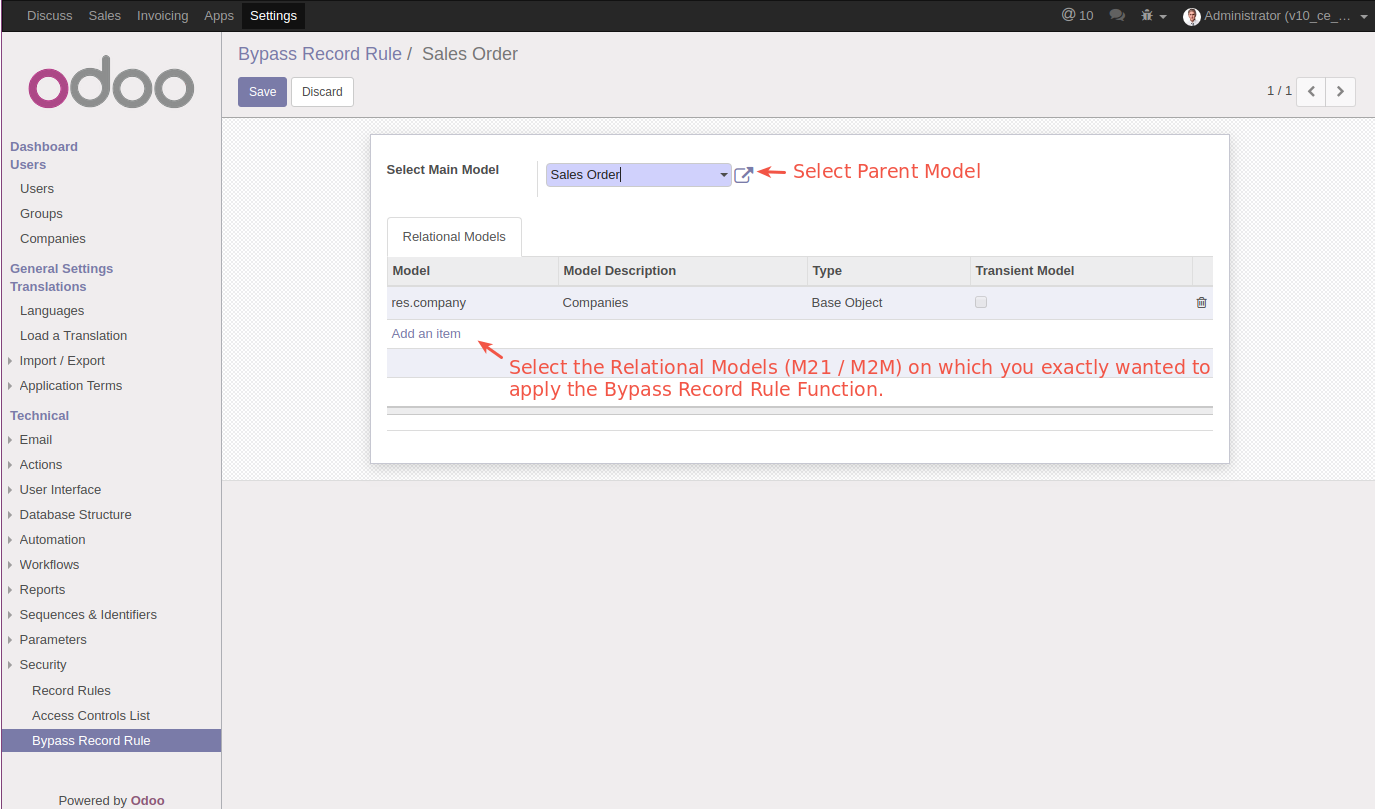 Discuss Sales Invoicing Apps Settings @ 10 Administrator (v10_ce_...
odoo
Bypass Record Rule / Sales Order
Save Discard
1 / 1
Dashboard
Users
Users
Groups
Companies
General Settings
Translations
Languages
Load a Translation
Import / Export
Application Terms
Technical
Email
Actions
User Interface
Database Structure
Automation
Workflows
Reports
Sequences & Identifiers
Parameters
Security
Record Rules
Access Controls List
Bypass Record Rule
Powered by Odoo
Select Main Model Sales Order Select Parent Model
Relational Models
Model Model Description Type Transient Model
res.company Companies Base Object
Add an item
Select the Relational Models (M21 / M2M) on which you exactly wanted to
apply the Bypass Record Rule Function.